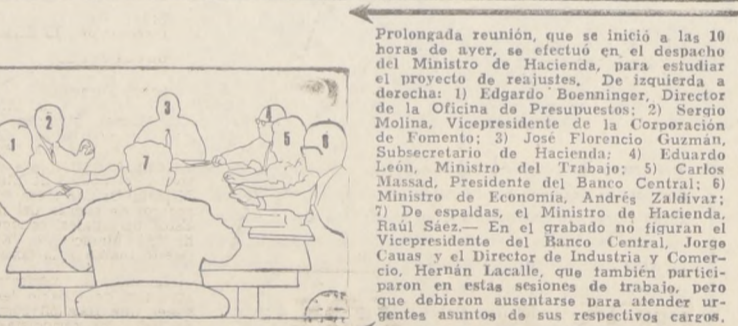 Prolongada reunión, que se inició a las 10
horas de ayer, se efectuó en el despacho
del Ministro de Hacienda, para estudiar
el proyecto de reajustes. De izquierda a
derecha: 1) Edgardo Boenninger, Director
de la Oficina de Presupuestos; 2) Sergio
Molina, Vicepresidente de la Corporación
de Fomento; 3) José Florencio Guzmán,
Subsecretario de Hacienda; 4) Eduardo
León, Ministro del Trabajo; 5) Carlos
Massad, Presidente del Banco Central; 6)
Ministro de Economía, Andrés Zaldívar;
7) De espaldas, el Ministro de Hacienda,
Raúl Sáez.— En el grabado no figuran el
Vicepresidente del Banco Central, Jorge
Cauas y el Director de Industria y Comer-
cio, Hernán Lacalle, que también partici-
paron en estas sesiones de trabajo, pero
que debieron ausentarse para atender ur-
gentes asuntos de sus respectivos cargos.
1
2
3
4
5
6
7